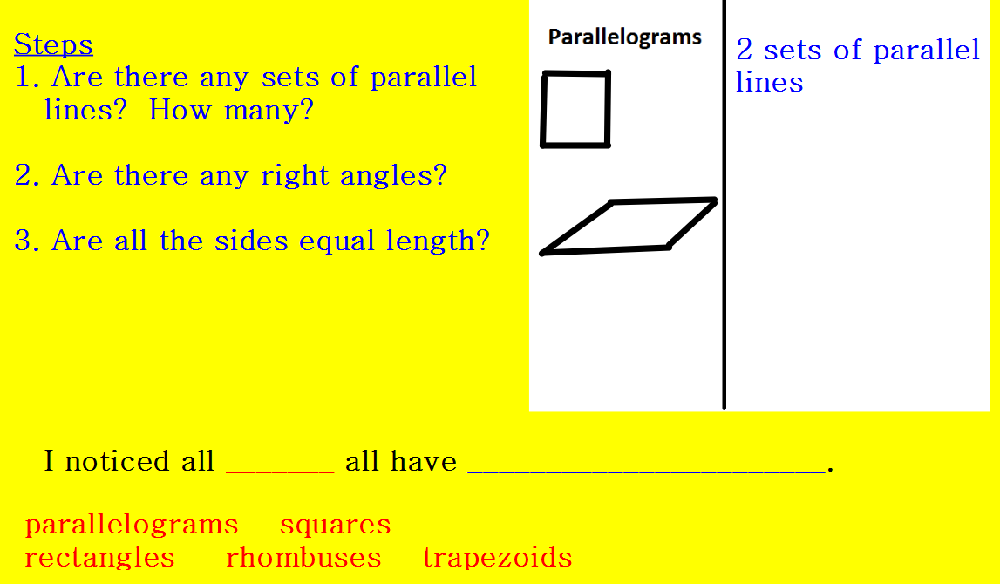 Steps
1. Are there any sets of parallel
lines? How many?
2. Are there any right angles?
3. Are all the sides equal length?
Parallelograms
2 sets of parallel
lines
I noticed all _______ all have _______________________.
parallelograms squares
rectangles rhombuses trapezoids